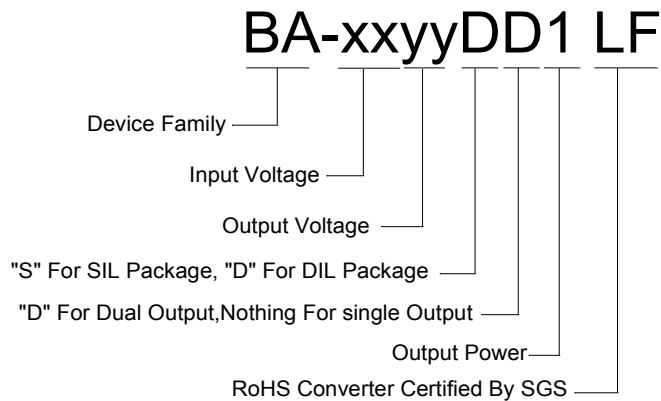 BA-xxyyDD1 LF
Device Family
Input Voltage
Output Voltage
"S" For SIL Package, "D" For DIL Package
"D" For Dual Output,Nothing For single Output
Output Power
RoHS Converter Certified By SGS